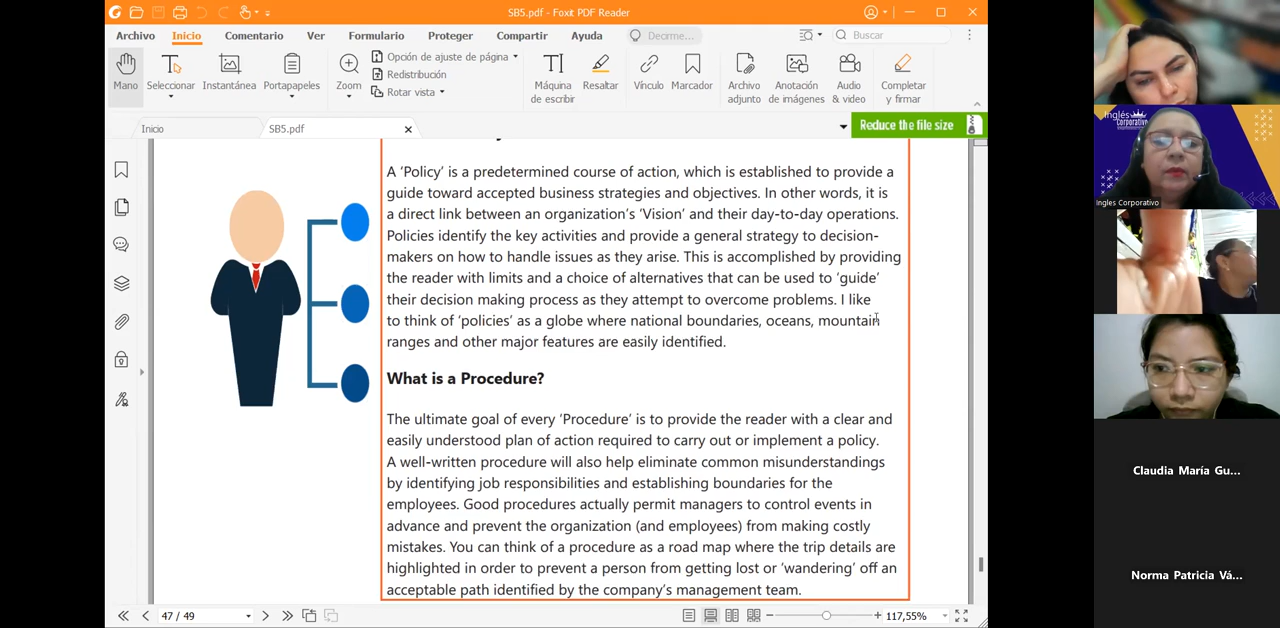 SB5.pdf - Foxit PDF Reader
Archivo Inicio Comentario Ver Formulario Proteger Compartir Ayuda Decirme... Buscar
Mano
Seleccionar
Instantánea
Portapapeles
Zoom
Opción de ajuste de página
Redistribución
Rotar vista
Máquina de escribir
Resaltar
Vínculo
Marcador
Archivo adjunto
Anotación de imágenes
Audio & video
Completar y firmar
Inicio
SB5.pdf
Reduce the file size
A ‘Policy’ is a predetermined course of action, which is established to provide a
guide toward accepted business strategies and objectives. In other words, it is
a direct link between an organization’s ‘Vision’ and their day-to-day operations.
Policies identify the key activities and provide a general strategy to decision-
makers on how to handle issues as they arise. This is accomplished by providing
the reader with limits and a choice of alternatives that can be used to ‘guide’
their decision making process as they attempt to overcome problems. I like
to think of ‘policies’ as a globe where national boundaries, oceans, mountain
ranges and other major features are easily identified.
What is a Procedure?
The ultimate goal of every ‘Procedure’ is to provide the reader with a clear and
easily understood plan of action required to carry out or implement a policy.
A well-written procedure will also help eliminate common misunderstandings
by identifying job responsibilities and establishing boundaries for the
employees. Good procedures actually permit managers to control events in
advance and prevent the organization (and employees) from making costly
mistakes. You can think of a procedure as a road map where the trip details are
highlighted in order to prevent a person from getting lost or ‘wandering’ off an
acceptable path identified by the company’s management team.
47 / 49
117,55%
Inglés
Corporativo
Ingles Corporativo
Claudia María Gu...
Norma Patricia Vá...